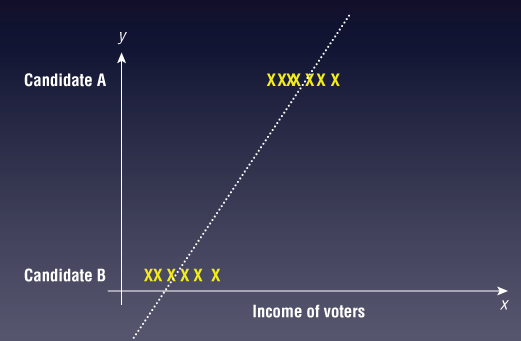 y
Candidate A
XXXX XX X
Candidate B
XX X X X X
Income of voters
x